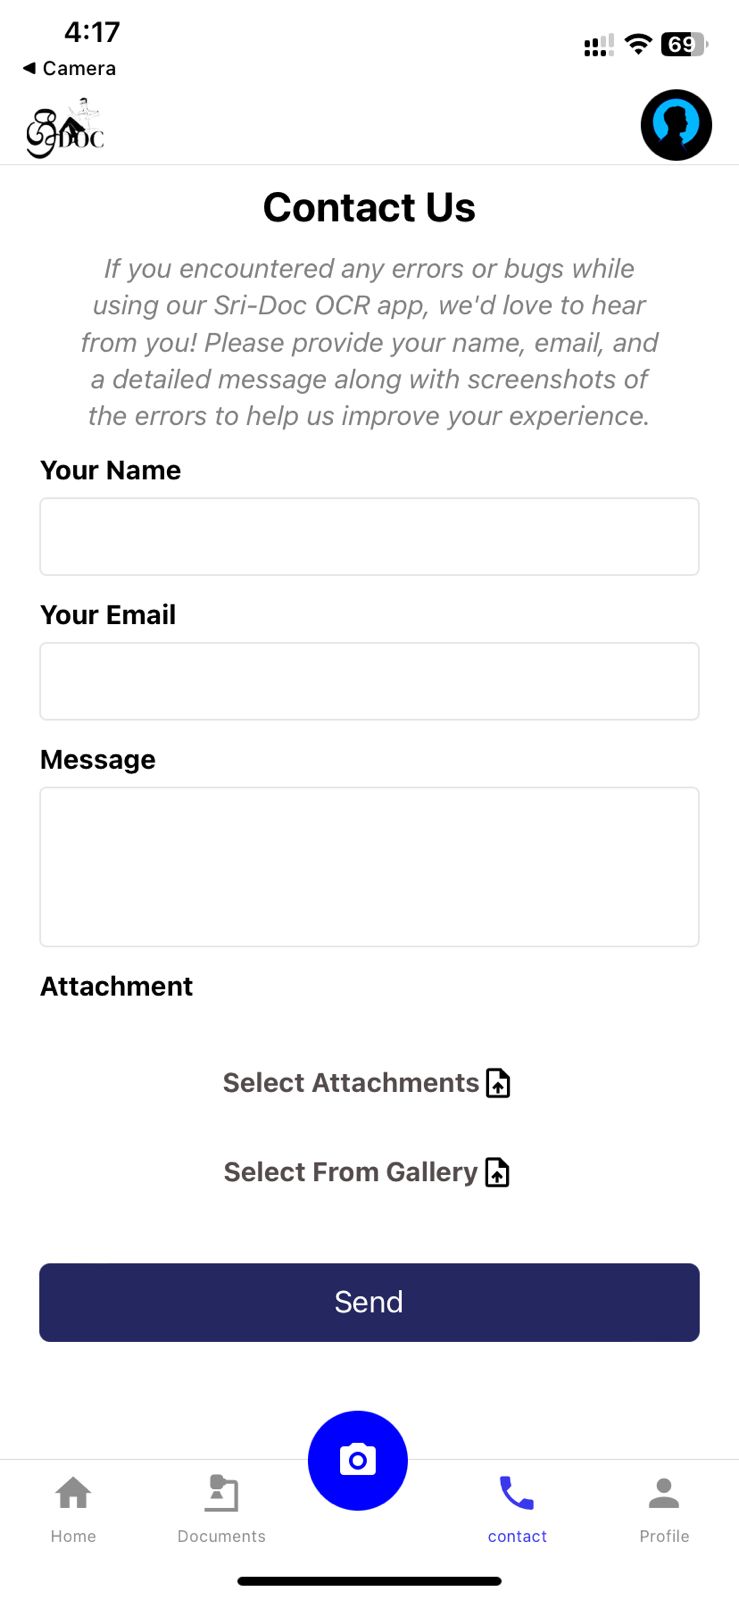 4:17
69
◀ Camera
ශ්‍රී DOC
Contact Us
If you encountered any errors or bugs while
using our Sri-Doc OCR app, we'd love to hear
from you! Please provide your name, email, and
a detailed message along with screenshots of
the errors to help us improve your experience.
Your Name
Your Email
Message
Attachment
Select Attachments
Select From Gallery
Send
Home
Documents
contact
Profile